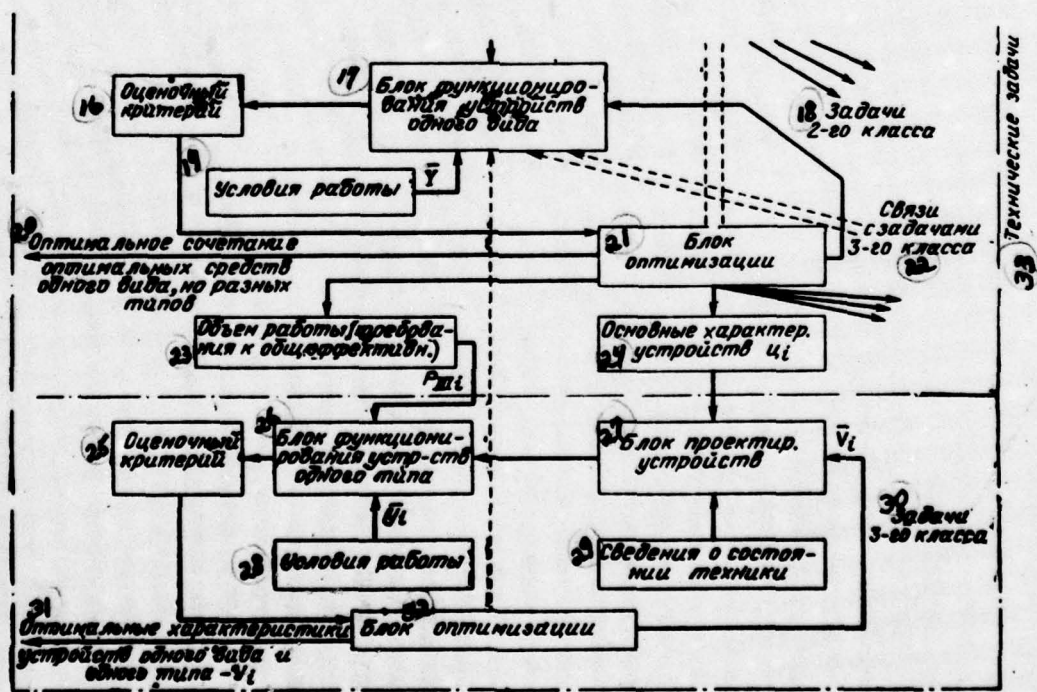 16
Оценочный
критерий
17
Блок функциониро-
вания устройств
одного вида
18 Задачи
2-го класса
19
Условия работы
Ȳ
20
Оптимальное сочетание
оптимальных средств
одного вида, но разных
типов
21 Блок
оптимизации
Связи
с задачами
3-го класса
22
23
Объем работы (требова-
ния к общ. эффективн.)
24
Основные характер.
устройств
33 Технические задачи
Оценочный
критерий
26
Блок функциони-
рования устр-ств
одного типа
27
Блок проектир.
устройств
V̄i
ȳi
28
Условия работы
29
Сведения о состоя-
нии техники
30
Задачи
3-го класса
31
Оптимальные характеристики
устройств одного вида и
одного типа -Vi
32
Блок оптимизации